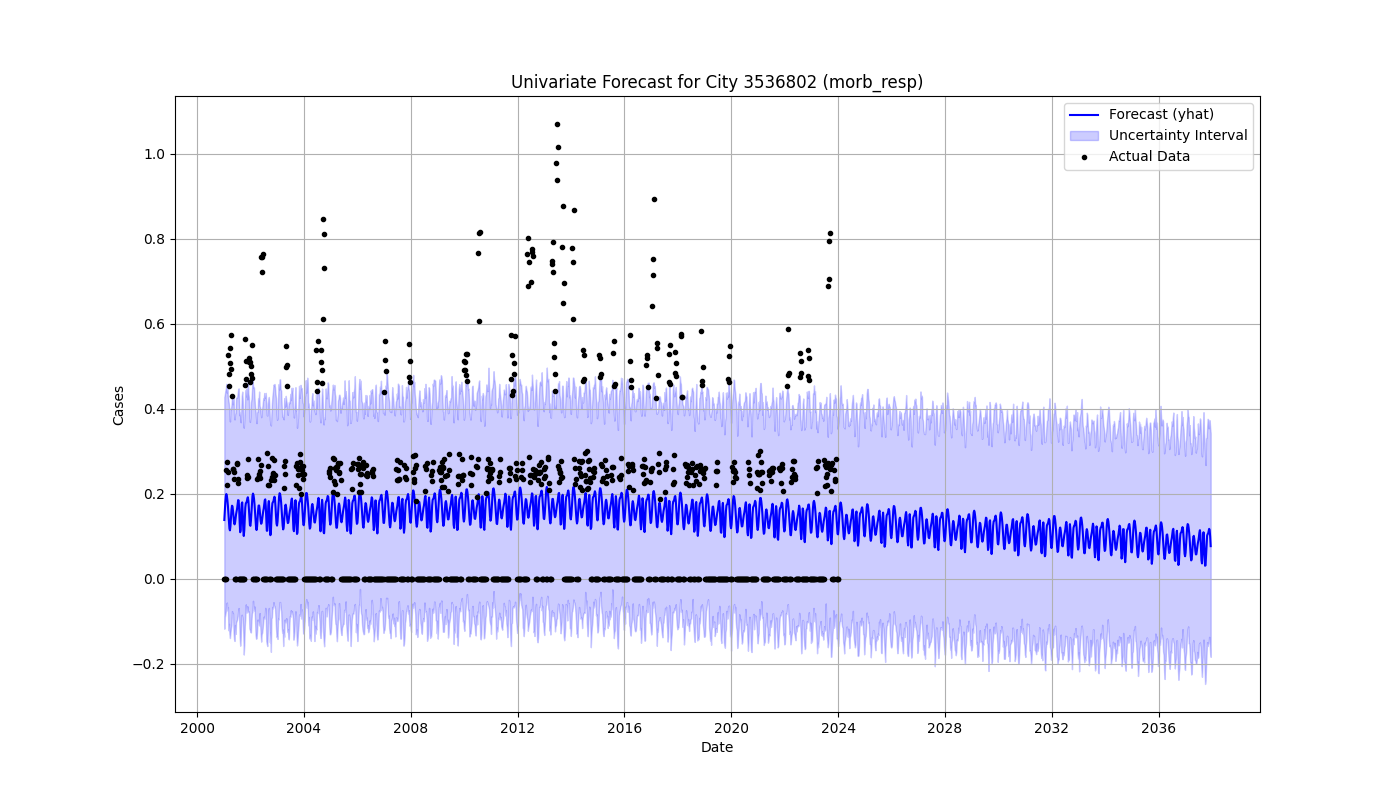 Univariate Forecast for City 3536802 (morb_resp)
Forecast (yhat)
Uncertainty Interval
Actual Data
Cases
1.0
0.8
0.6
0.4
0.2
0.0
−0.2
2000 2004 2008 2012 2016 2020 2024 2028 2032 2036
Date